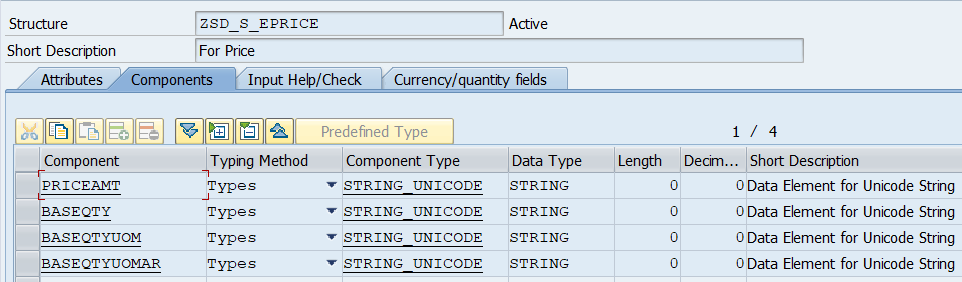 Structure ZSD_S_EPRICE Active
Short Description For Price
Attributes Components Input Help/Check Currency/quantity fields
Predefined Type 1 / 4
Component Typing Method Component Type Data Type Length Decim... Short Description
PRICEAMT Types STRING_UNICODE STRING 0 0 Data Element for Unicode String
BASEQTY Types STRING_UNICODE STRING 0 0 Data Element for Unicode String
BASEQTYUOM Types STRING_UNICODE STRING 0 0 Data Element for Unicode String
BASEQTYUOMAR Types STRING_UNICODE STRING 0 0 Data Element for Unicode String